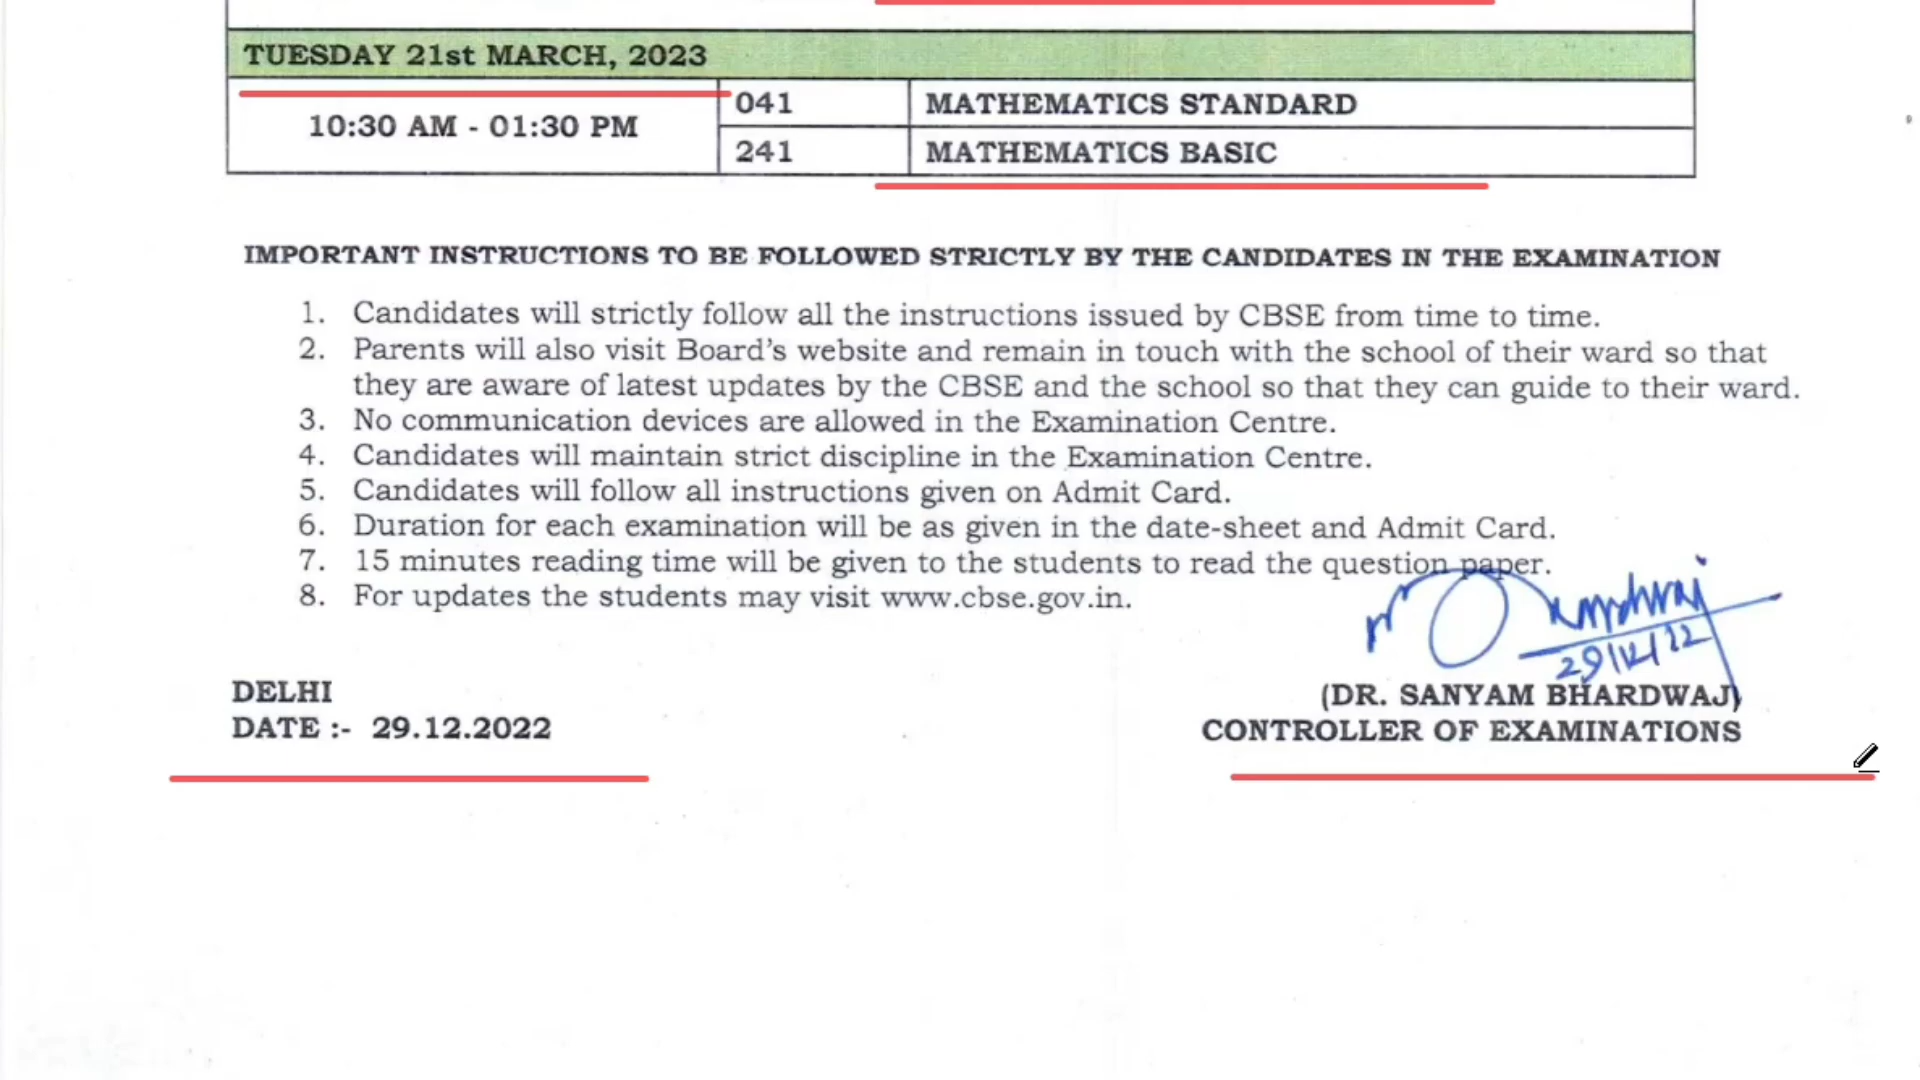 TUESDAY 21st MARCH, 2023
10:30 AM - 01:30 PM
041 MATHEMATICS STANDARD
241 MATHEMATICS BASIC
IMPORTANT INSTRUCTIONS TO BE FOLLOWED STRICTLY BY THE CANDIDATES IN THE EXAMINATION
1. Candidates will strictly follow all the instructions issued by CBSE from time to time.
2. Parents will also visit Board's website and remain in touch with the school of their ward so that
they are aware of latest updates by the CBSE and the school so that they can guide to their ward.
3. No communication devices are allowed in the Examination Centre.
4. Candidates will maintain strict discipline in the Examination Centre.
5. Candidates will follow all instructions given on Admit Card.
6. Duration for each examination will be as given in the date-sheet and Admit Card.
7. 15 minutes reading time will be given to the students to read the question paper.
8. For updates the students may visit www.cbse.gov.in.
29/12/22
DELHI
DATE :- 29.12.2022
(DR. SANYAM BHARDWAJ)
CONTROLLER OF EXAMINATIONS